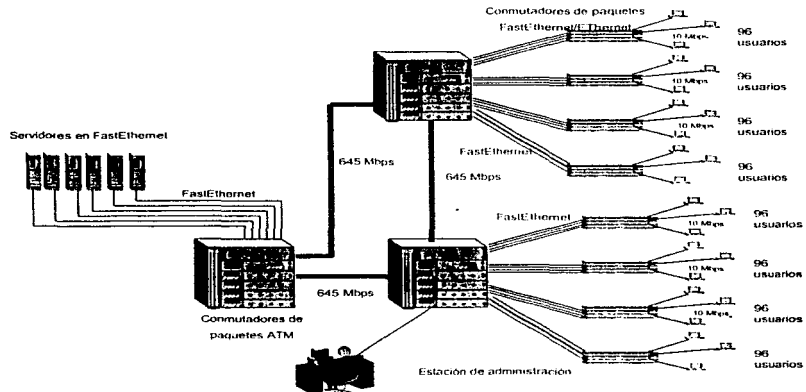 Conmutadores de paquetes
FastEthernet/EThernet
10 Mbps
96
usuarios
10 Mbps
96
usuarios
10 Mbps
96
usuarios
96
usuarios
FastEthernet
645 Mbps
645 Mbps
Servidores en FastEthernet
FastEthernet
FastEthernet
10 Mbps
96
usuarios
10 Mbps
96
usuarios
10 Mbps
96
usuarios
96
usuarios
645 Mbps
Conmutadores de
paquetes ATM
Estación de administración